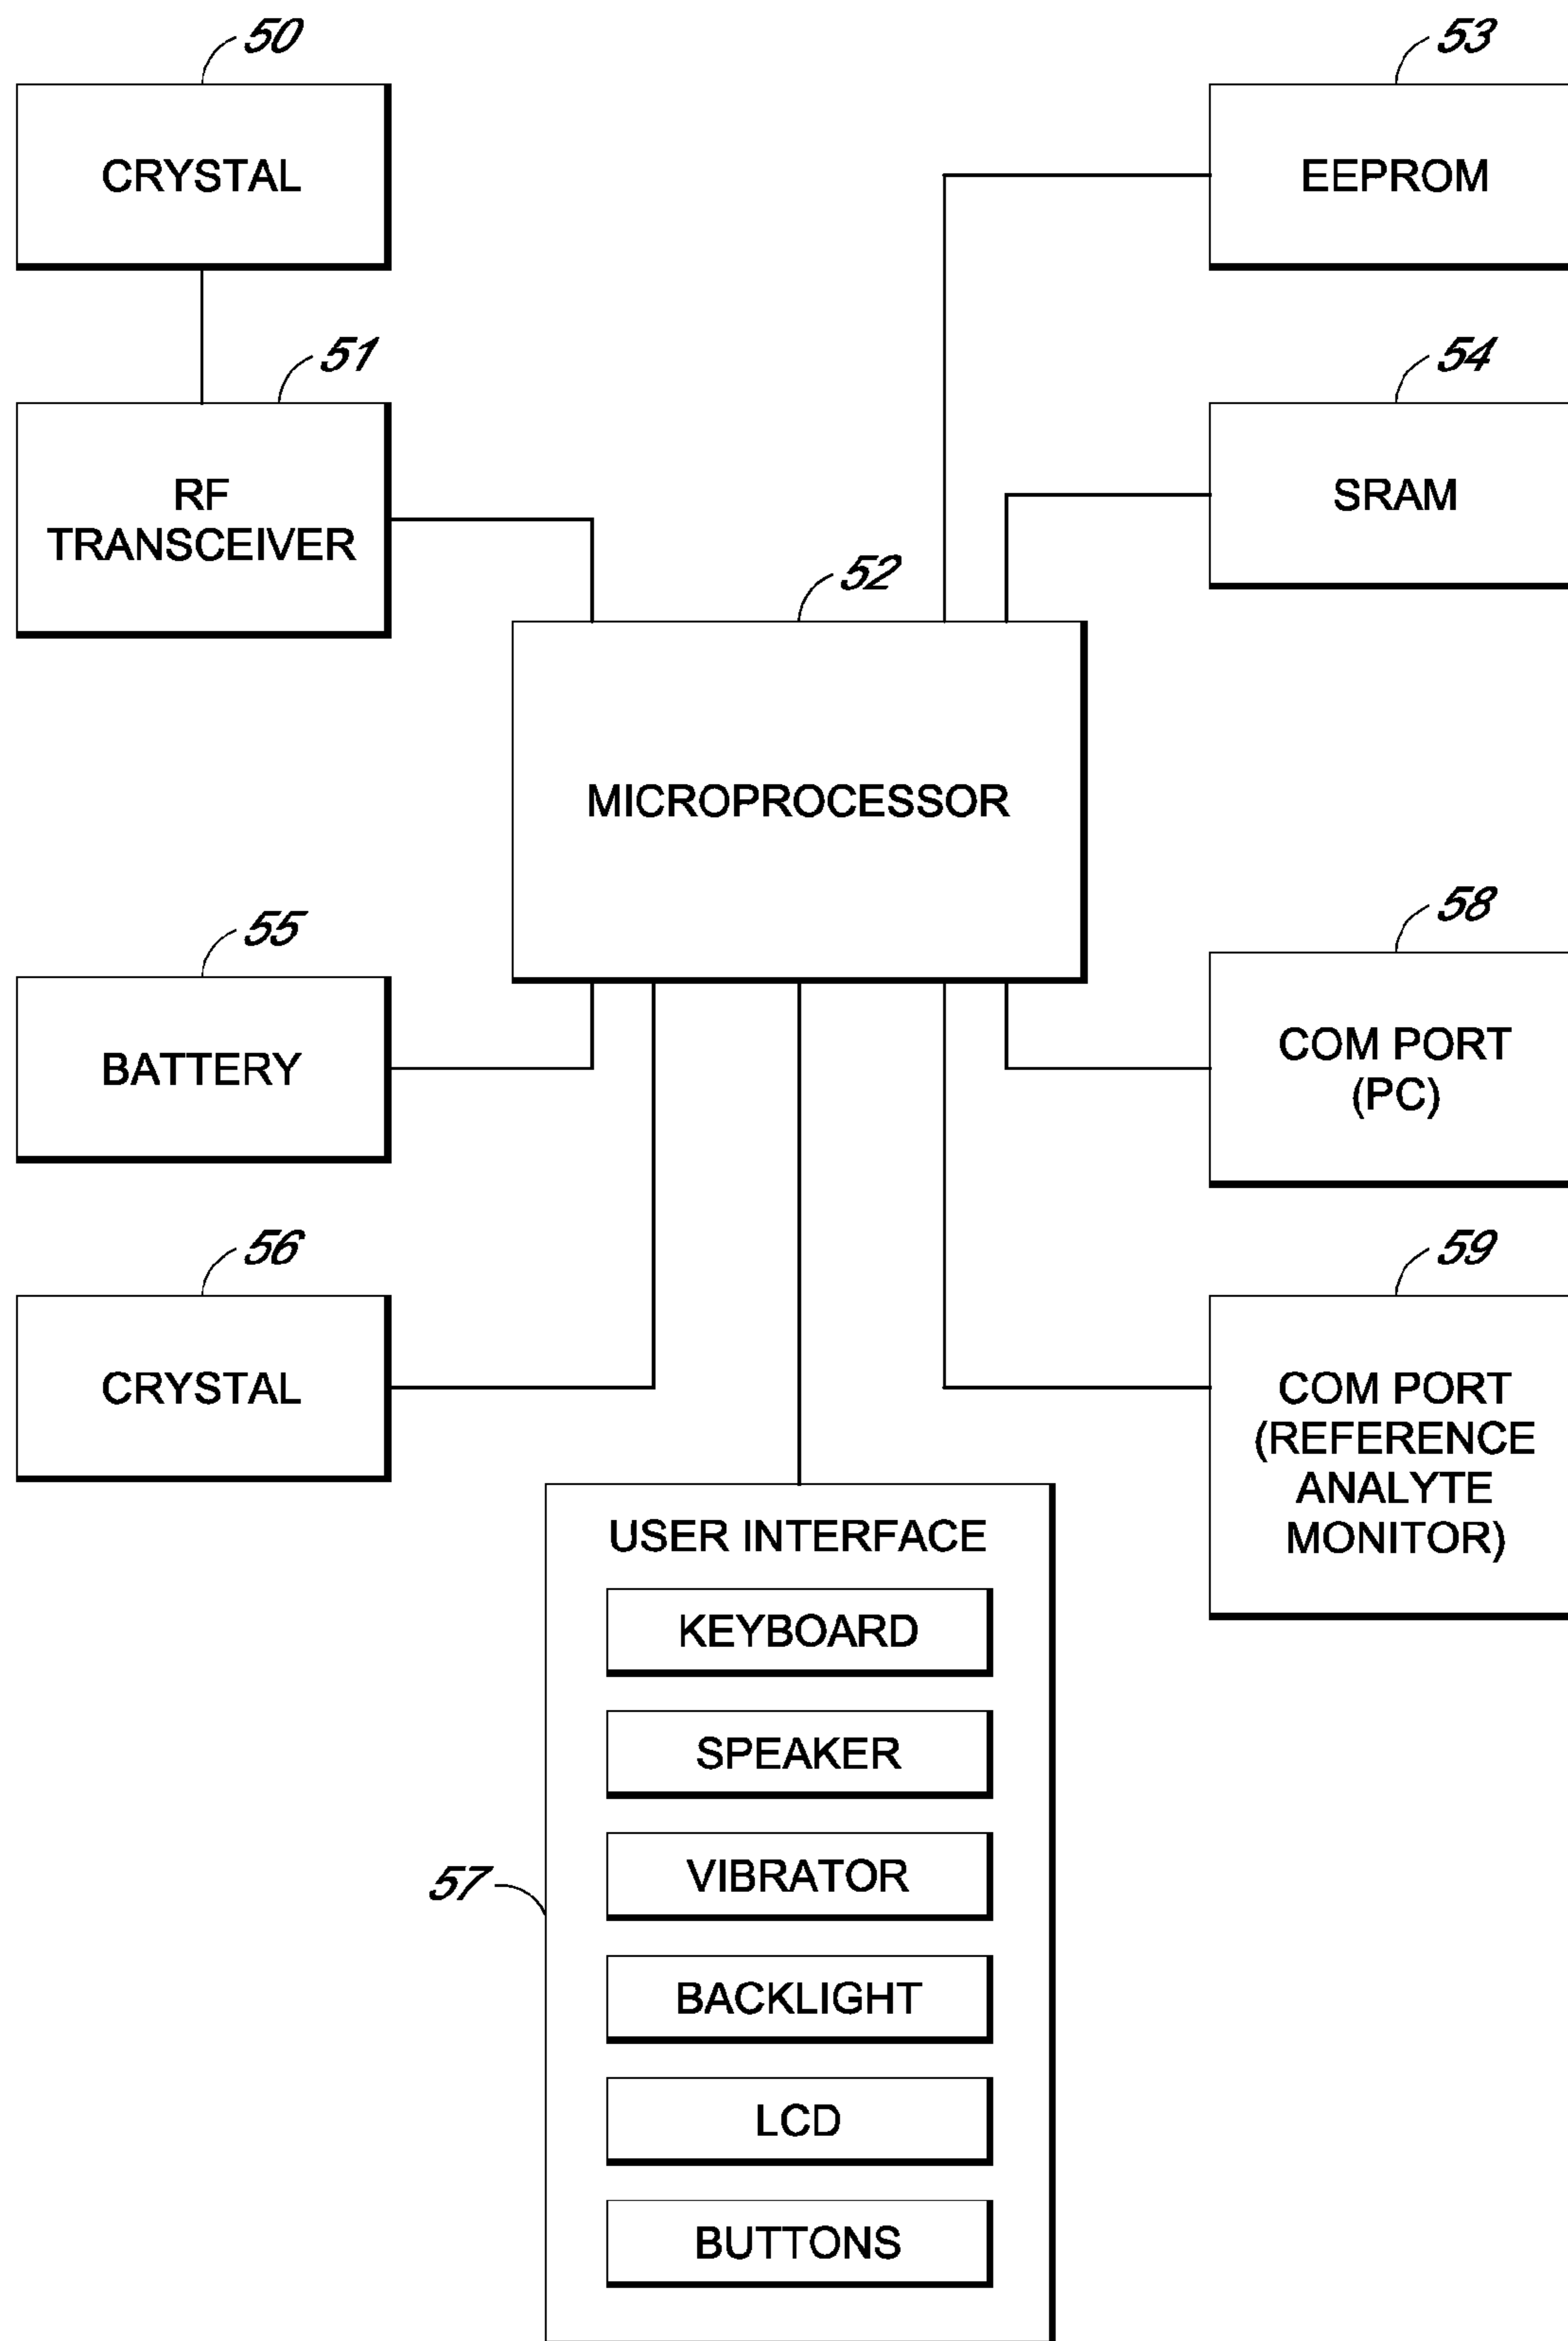 50
CRYSTAL
53
EEPROM
51
RF
TRANSCEIVER
54
SRAM
52
MICROPROCESSOR
55
BATTERY
58
COM PORT
(PC)
56
CRYSTAL
59
COM PORT
(REFERENCE
ANALYTE
MONITOR)
57
USER INTERFACE
KEYBOARD
SPEAKER
VIBRATOR
BACKLIGHT
LCD
BUTTONS